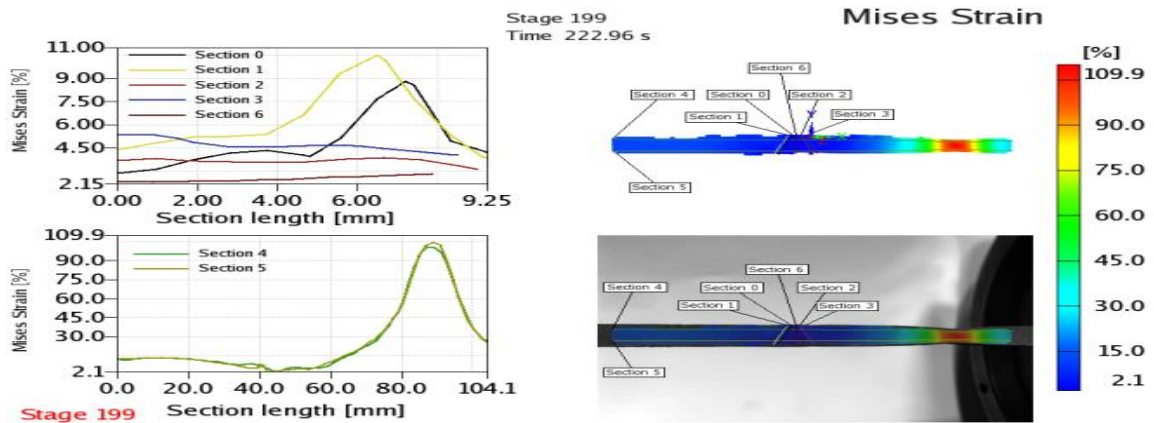 Stage 199
Time 222.96 s
Mises Strain
Mises Strain [%]
11.00
9.00
7.50
6.00
4.50
2.15
Section 0
Section 1
Section 2
Section 3
Section 6
0.00 2.00 4.00 6.00 9.25
Section length [mm]
Section 6
Section 4
Section 0
Section 2
Section 1
Section 3
Section 5
[%]
109.9
90.0
75.0
60.0
45.0
30.0
15.0
2.1
Mises Strain [%]
109.9
90.0
75.0
60.0
45.0
30.0
2.1
Section 4
Section 5
0.0 20.0 40.0 60.0 80.0 104.1
Section length [mm]
Stage 199
Section 6
Section 4
Section 0
Section 2
Section 1
Section 3
Section 5